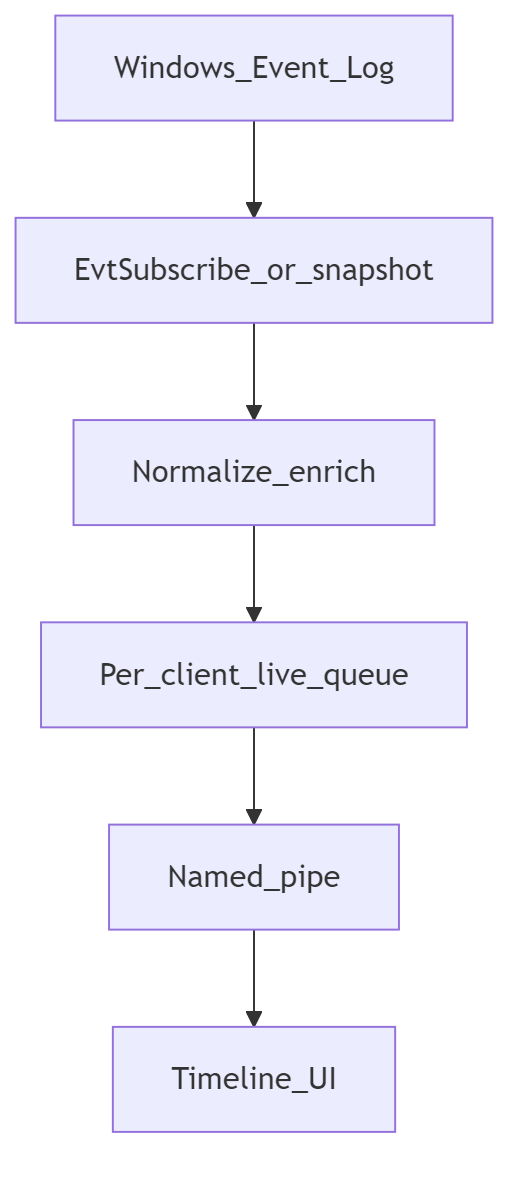 Windows_Event_Log
EvtSubscribe_or_snapshot
Normalize_enrich
Per_client_live_queue
Named_pipe
Timeline_UI